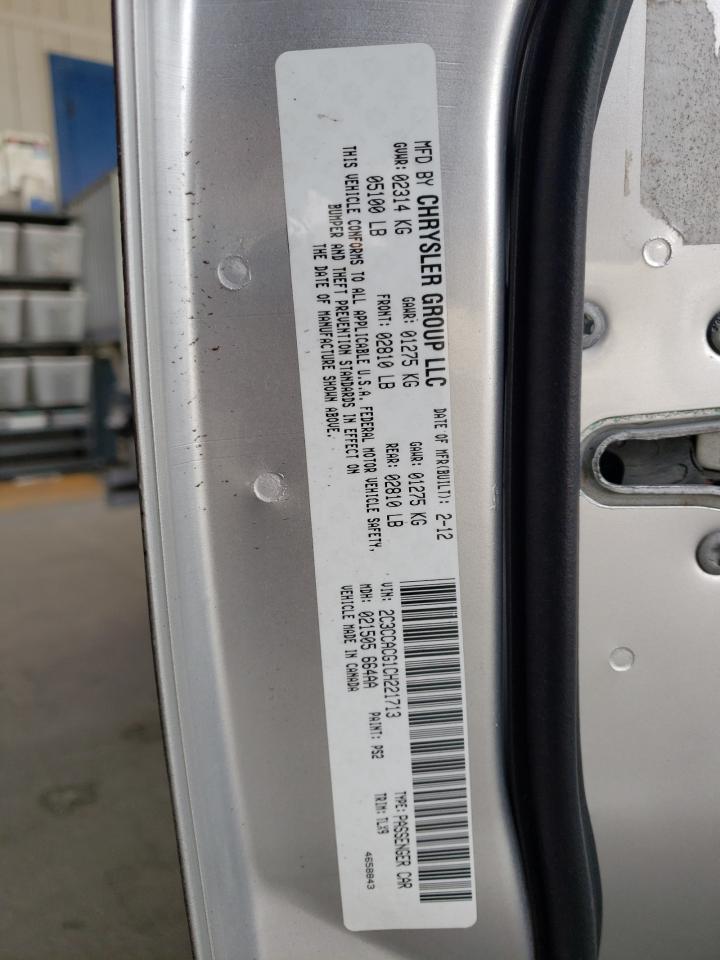 MFD BY CHRYSLER GROUP LLC DATE OF MFR(BUILT): 2-12
GVWR: 02314 KG GAWR: 01275 KG GAWR: 01275 KG
05100 LB FRONT: 02810 LB REAR: 02810 LB
THIS VEHICLE CONFORMS TO ALL APPLICABLE U.S.A. FEDERAL MOTOR VEHICLE SAFETY,
BUMPER AND THEFT PREVENTION STANDARDS IN EFFECT ON
THE DATE OF MANUFACTURE SHOWN ABOVE.
VIN: 2C3CCACG1CH221713 TYPE: PASSENGER CAR
MDH: 021505 664AA PAINT: PS2 TRIM: TLX9
VEHICLE MADE IN CANADA 4658843